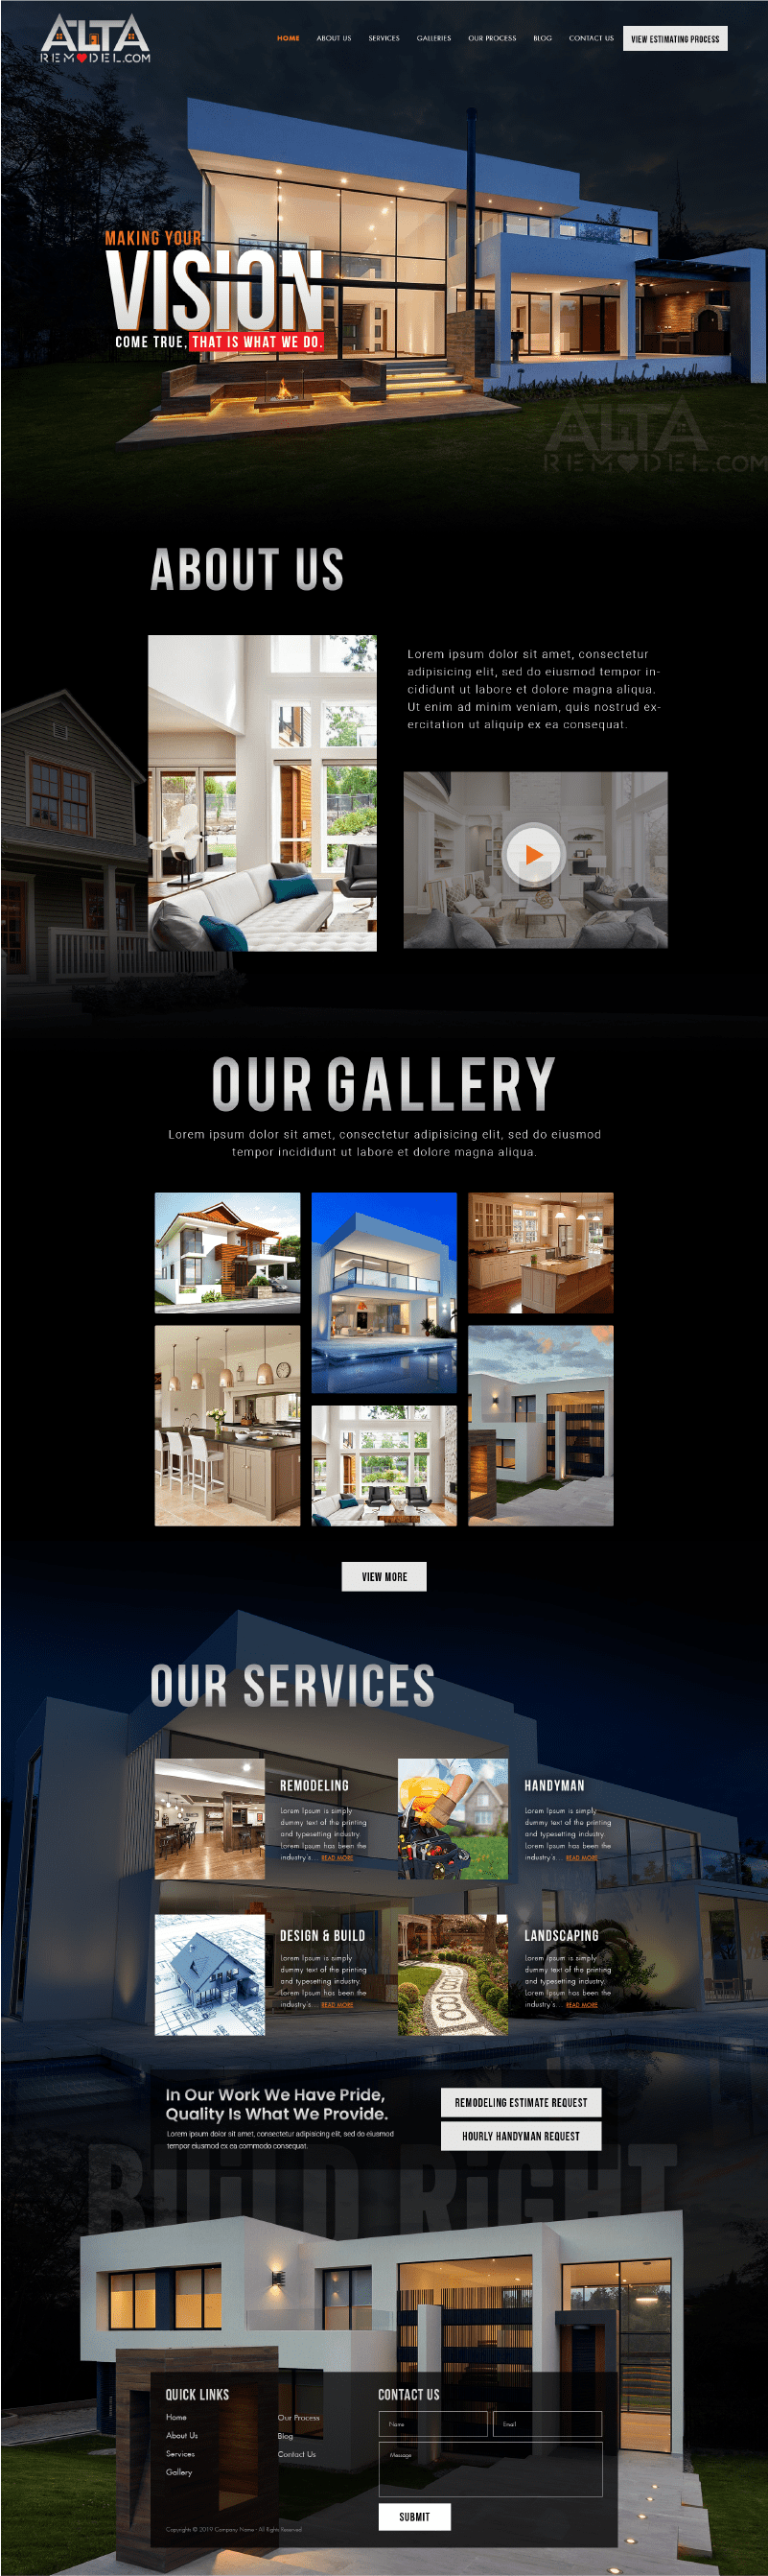 ALTA
REM DEL.COM
HOME
ABOUT US
SERVICES
GALLERIES
OUR PROCESS
BLOG
CONTACT US
VIEW ESTIMATING PROCESS
MAKING YOUR
VISION
COME TRUE, THAT IS WHAT WE DO.
ALTA
REM DEL.COM
ABOUT US
Lorem ipsum dolor sit amet, consectetur
adipisicing elit, sed do eiusmod tempor in-
cididunt ut labore et dolore magna aliqua.
Ut enim ad minim veniam, quis nostrud ex-
ercitation ut aliquip ex ea consequat.
OUR GALLERY
Lorem ipsum dolor sit amet, consectetur adipisicing elit, sed do eiusmod
tempor incididunt ut labore et dolore magna aliqua.
VIEW MORE
OUR SERVICES
REMODELING
Lorem Ipsum is simply
dummy text of the printing
and typesetting industry.
Lorem Ipsum has been the
industry's... READ MORE
HANDYMAN
Lorem Ipsum is simply
dummy text of the printing
and typesetting industry.
Lorem Ipsum has been the
industry's... READ MORE
DESIGN & BUILD
Lorem Ipsum is simply
dummy text of the printing
and typesetting industry.
Lorem Ipsum has been the
industry's... READ MORE
LANDSCAPING
Lorem Ipsum is simply
dummy text of the printing
and typesetting industry.
Lorem Ipsum has been the
industry's... READ MORE
In Our Work We Have Pride,
Quality Is What We Provide.
Lorem ipsum dolor sit amet, consectetur adipisicing elit, sed do eiusmod
tempor eiusmod ex ea commodo consequat.
REMODELING ESTIMATE REQUEST
HOURLY HANDYMAN REQUEST
BUILD RIGHT
QUICK LINKS
Home
About Us
Services
Gallery
Our Process
Blog
Contact Us
CONTACT US
Name
Email
Message
SUBMIT
Copyrights © 2019 Company Name - All Rights Reserved